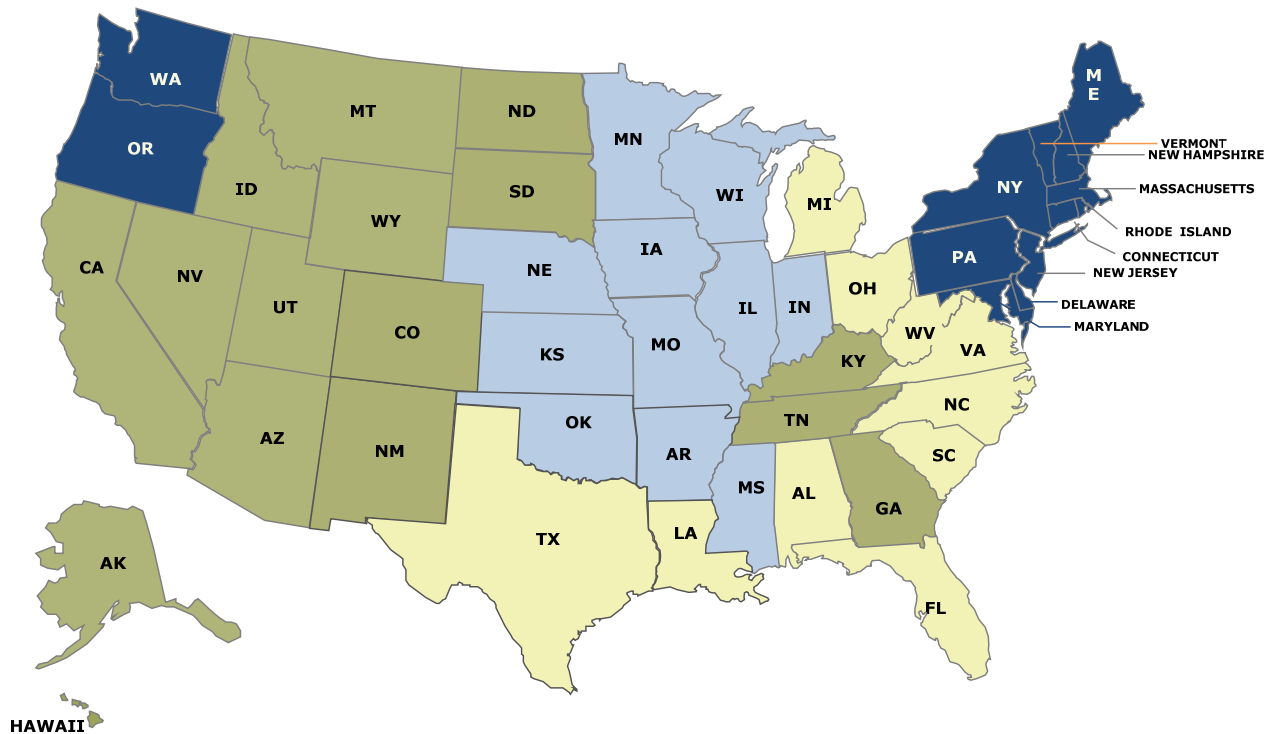 WA
OR
MT
ND
MN
M
E
VERMONT
NEW HAMPSHIRE
ID
WY
SD
WI
MI
NY
MASSACHUSETTS
RHODE ISLAND
CONNECTICUT
NEW JERSEY
CA
NV
UT
CO
NE
IA
IL
IN
OH
PA
DELAWARE
MARYLAND
KS
MO
WV
VA
KY
AZ
NM
OK
AR
TN
NC
SC
MS
AL
GA
TX
LA
FL
AK
HAWAII